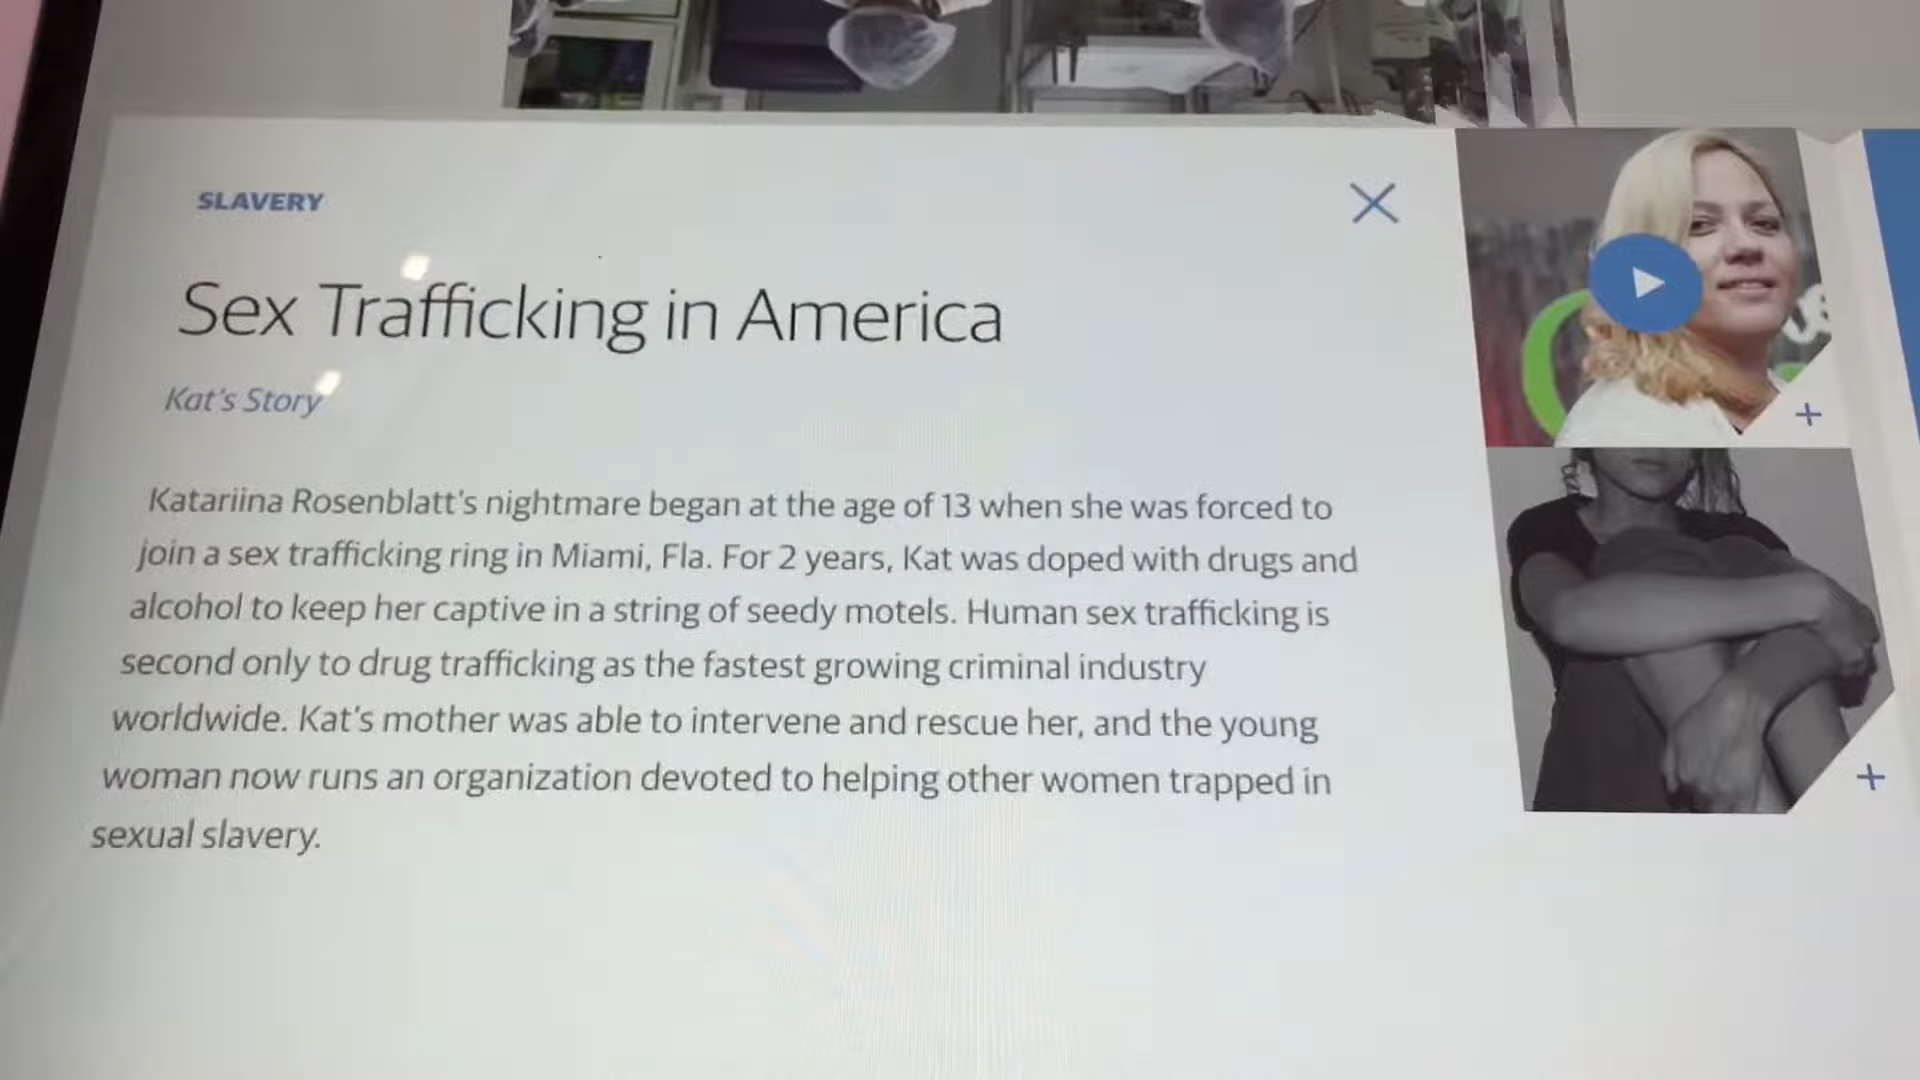 SLAVERY
Sex Trafficking in America
Kat's Story
Katariina Rosenblatt's nightmare began at the age of 13 when she was forced to
join a sex trafficking ring in Miami, Fla. For 2 years, Kat was doped with drugs and
alcohol to keep her captive in a string of seedy motels. Human sex trafficking is
second only to drug trafficking as the fastest growing criminal industry
worldwide. Kat's mother was able to intervene and rescue her, and the young
woman now runs an organization devoted to helping other women trapped in
sexual slavery.